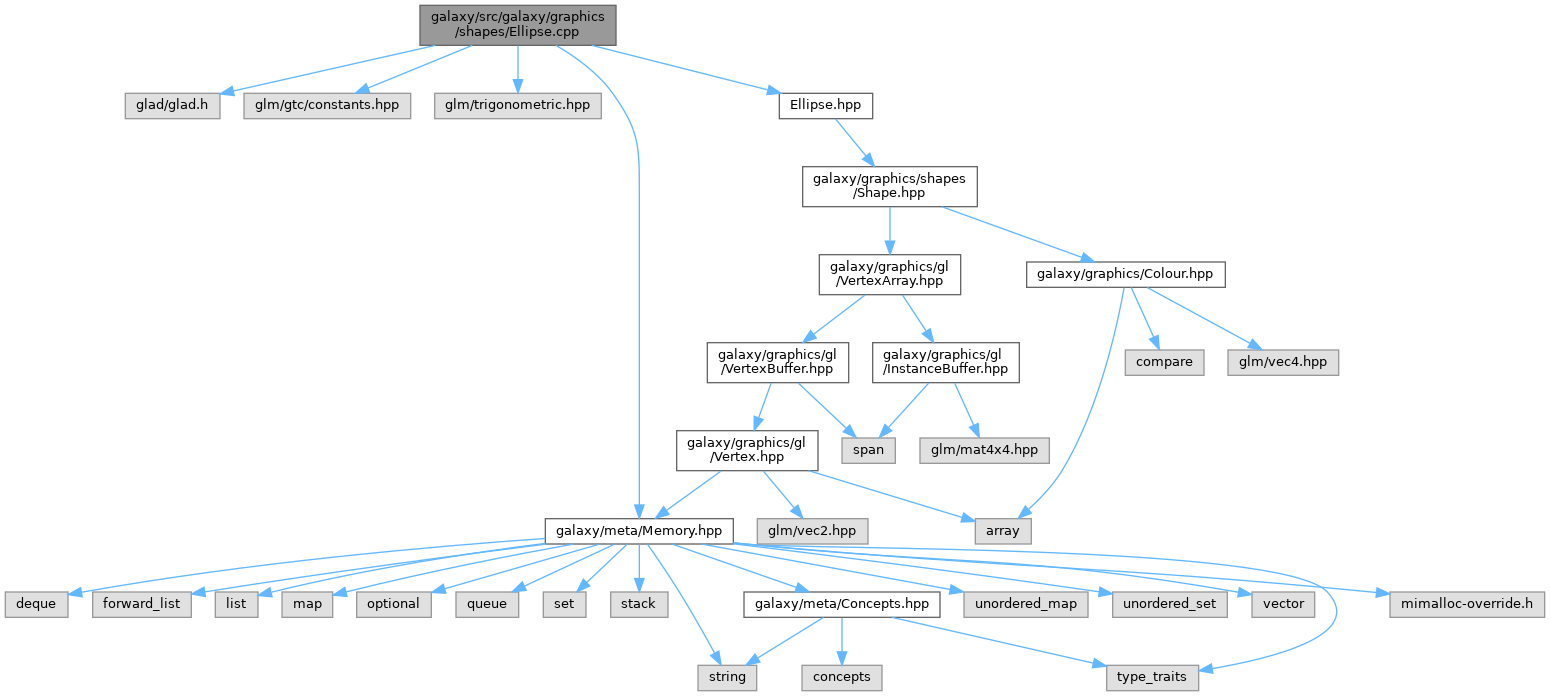 galaxy/src/galaxy/graphics
/shapes/Ellipse.cpp
glad/glad.h
glm/gtc/constants.hpp
glm/trigonometric.hpp
Ellipse.hpp
galaxy/graphics/shapes
/Shape.hpp
galaxy/graphics/gl
/VertexArray.hpp
galaxy/graphics/Colour.hpp
galaxy/graphics/gl
/VertexBuffer.hpp
galaxy/graphics/gl
/InstanceBuffer.hpp
compare
glm/vec4.hpp
galaxy/graphics/gl
/Vertex.hpp
span
glm/mat4x4.hpp
galaxy/meta/Memory.hpp
glm/vec2.hpp
array
deque
forward_list
list
map
optional
queue
set
stack
galaxy/meta/Concepts.hpp
unordered_map
unordered_set
vector
mimalloc-override.h
string
concepts
type_traits